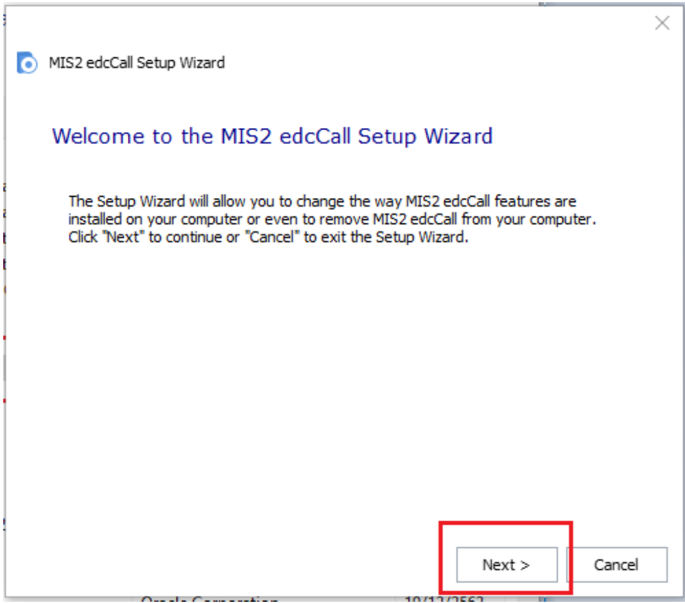 MIS2 edcCall Setup Wizard
Welcome to the MIS2 edcCall Setup Wizard
The Setup Wizard will allow you to change the way MIS2 edcCall features are
installed on your computer or even to remove MIS2 edcCall from your computer.
Click "Next" to continue or "Cancel" to exit the Setup Wizard.
Next >
Cancel
Oracle Corporation
19/12/2562